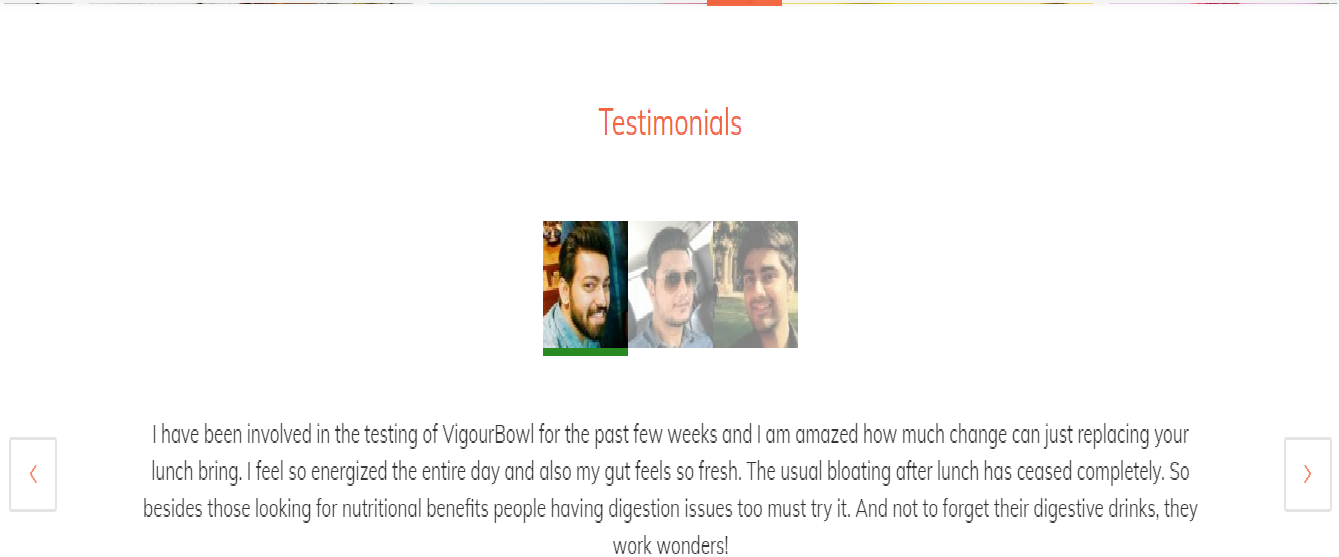 Testimonials
I have been involved in the testing of VigourBowl for the past few weeks and I am amazed how much change can just replacing your
lunch bring. I feel so energized the entire day and also my gut feels so fresh. The usual bloating after lunch has ceased completely. So
besides those looking for nutritional benefits people having digestion issues too must try it. And not to forget their digestive drinks, they
work wonders!